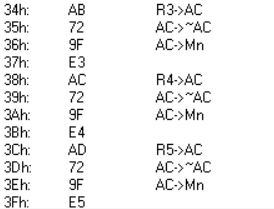 34h: AB R3->AC
35h: 72 AC->~AC
36h: 9F AC->Mn
37h: E3
38h: AC R4->AC
39h: 72 AC->~AC
3Ah: 9F AC->Mn
3Bh: E4
3Ch: AD R5->AC
3Dh: 72 AC->~AC
3Eh: 9F AC->Mn
3Fh: E5